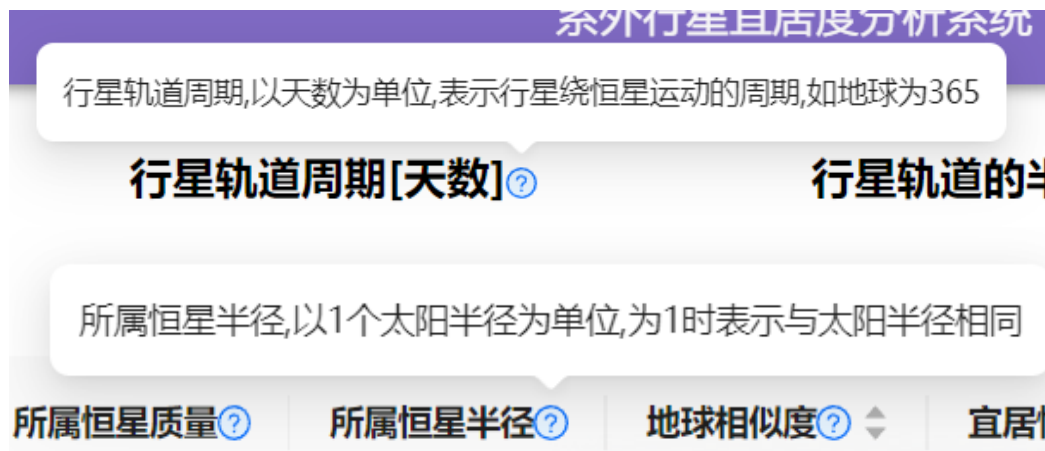 系外行星宜居度分析系统
行星轨道周期,以天数为单位,表示行星绕恒星运动的周期,如地球为365
行星轨道周期[天数]
行星轨道的
所属恒星半径,以1个太阳半径为单位,为1时表示与太阳半径相同
所属恒星质量 所属恒星半径 地球相似度 宜居